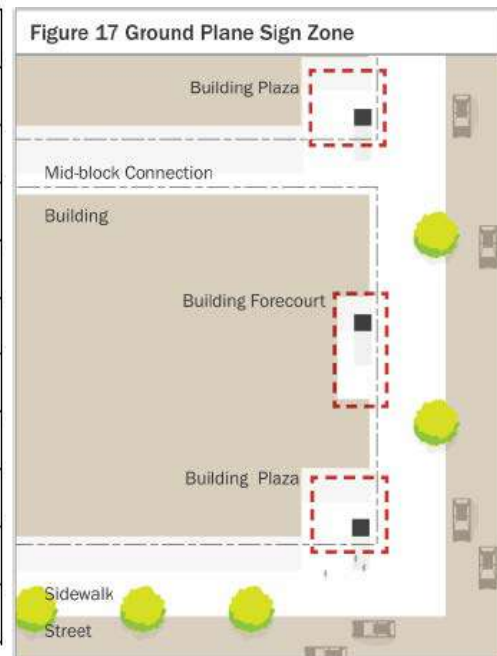 Figure 17 Ground Plane Sign Zone
Building Plaza
Mid-block Connection
Building
Building Forecourt
Building Plaza
Sidewalk
Street